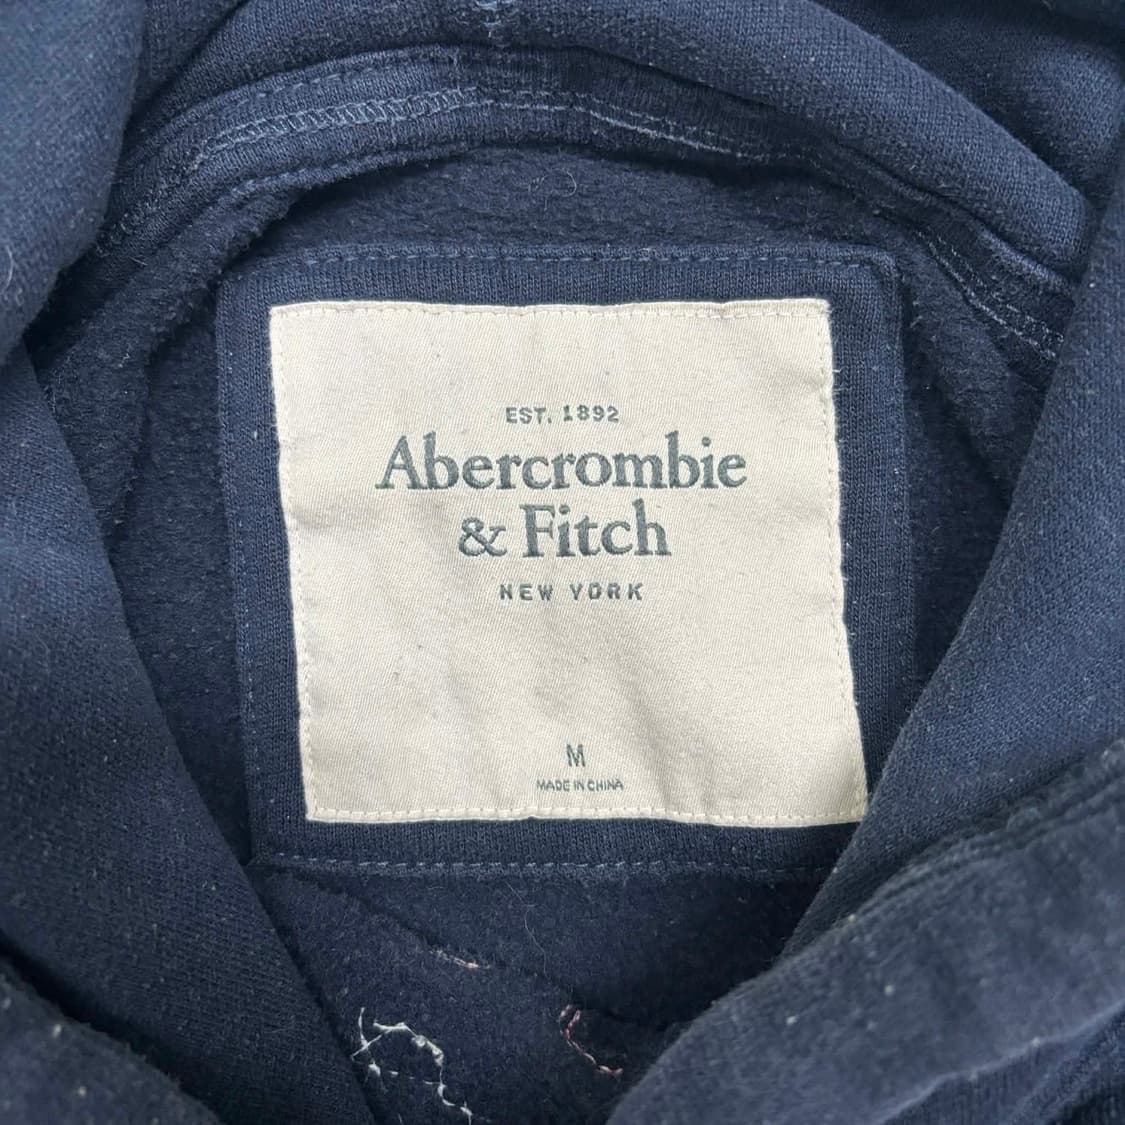 EST. 1892
Abercrombie
& Fitch
NEW YORK
M
MADE IN CHINA